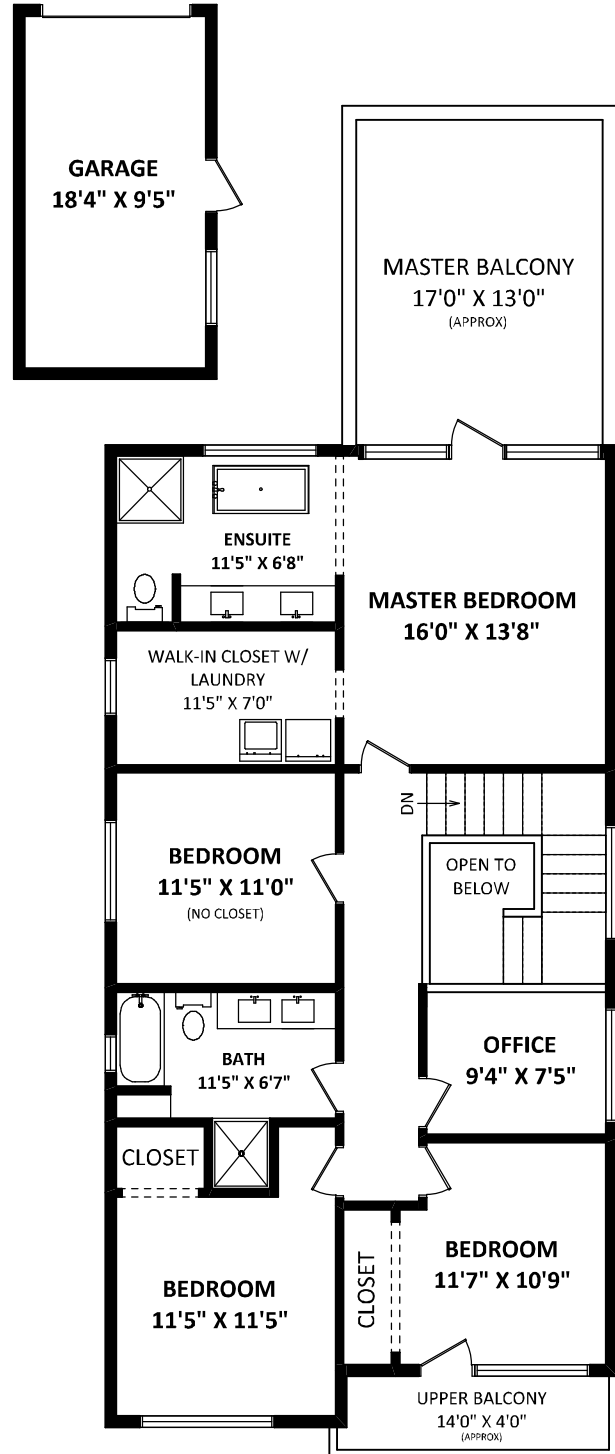 GARAGE
18'4" X 9'5"
MASTER BALCONY
17'0" X 13'0"
(APPROX)
ENSUITE
11'5" X 6'8"
MASTER BEDROOM
16'0" X 13'8"
WALK-IN CLOSET W/
LAUNDRY
11'5" X 7'0"
DN
BEDROOM
11'5" X 11'0"
(NO CLOSET)
OPEN TO
BELOW
BATH
11'5" X 6'7"
OFFICE
9'4" X 7'5"
CLOSET
BEDROOM
11'5" X 11'5"
CLOSET
BEDROOM
11'7" X 10'9"
UPPER BALCONY
14'0" X 4'0"
(APPROX)